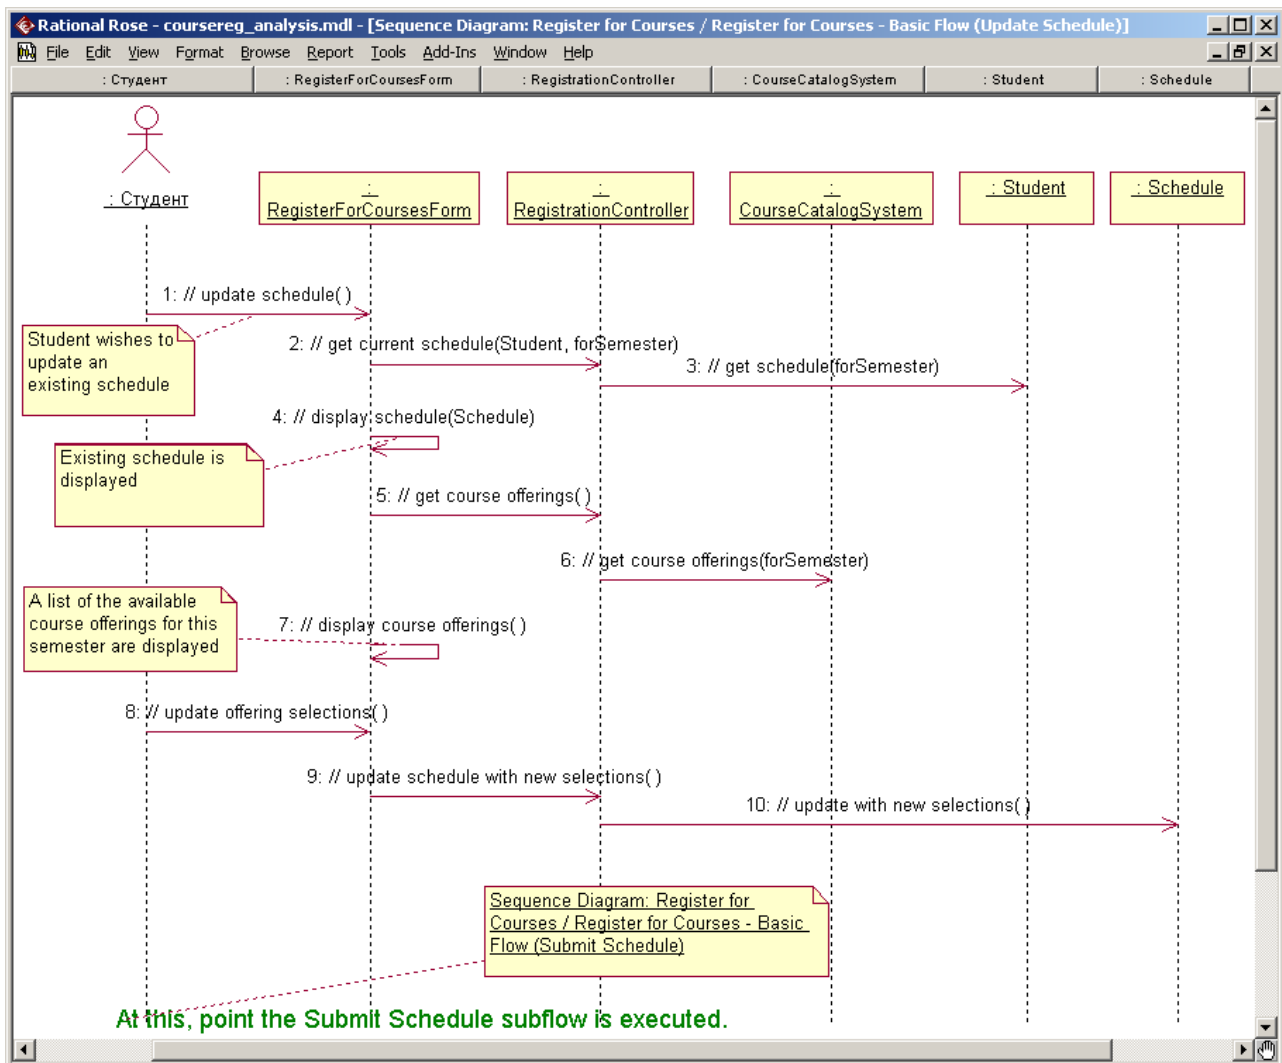 Rational Rose - coursereg_analysis.mdl - [Sequence Diagram: Register for Courses / Register for Courses - Basic Flow (Update Schedule)]
File Edit View Format Browse Report Tools Add-Ins Window Help
: Студент : RegisterForCoursesForm : RegistrationController : CourseCatalogSystem : Student : Schedule
: Студент
:
RegisterForCoursesForm
:
RegistrationController
:
CourseCatalogSystem
: Student
: Schedule
1: // update schedule( )
Student wishes to
update an
existing schedule
2: // get current schedule(Student, forSemester)
3: // get schedule(forSemester)
4: // display schedule(Schedule)
Existing schedule is
displayed
5: // get course offerings( )
6: // get course offerings(forSemester)
A list of the available
course offerings for this
semester are displayed
7: // display course offerings( )
8: // update offering selections( )
9: // update schedule with new selections( )
10: // update with new selections( )
Sequence Diagram: Register for
Courses / Register for Courses - Basic
Flow (Submit Schedule)
At this, point the Submit Schedule subflow is executed.